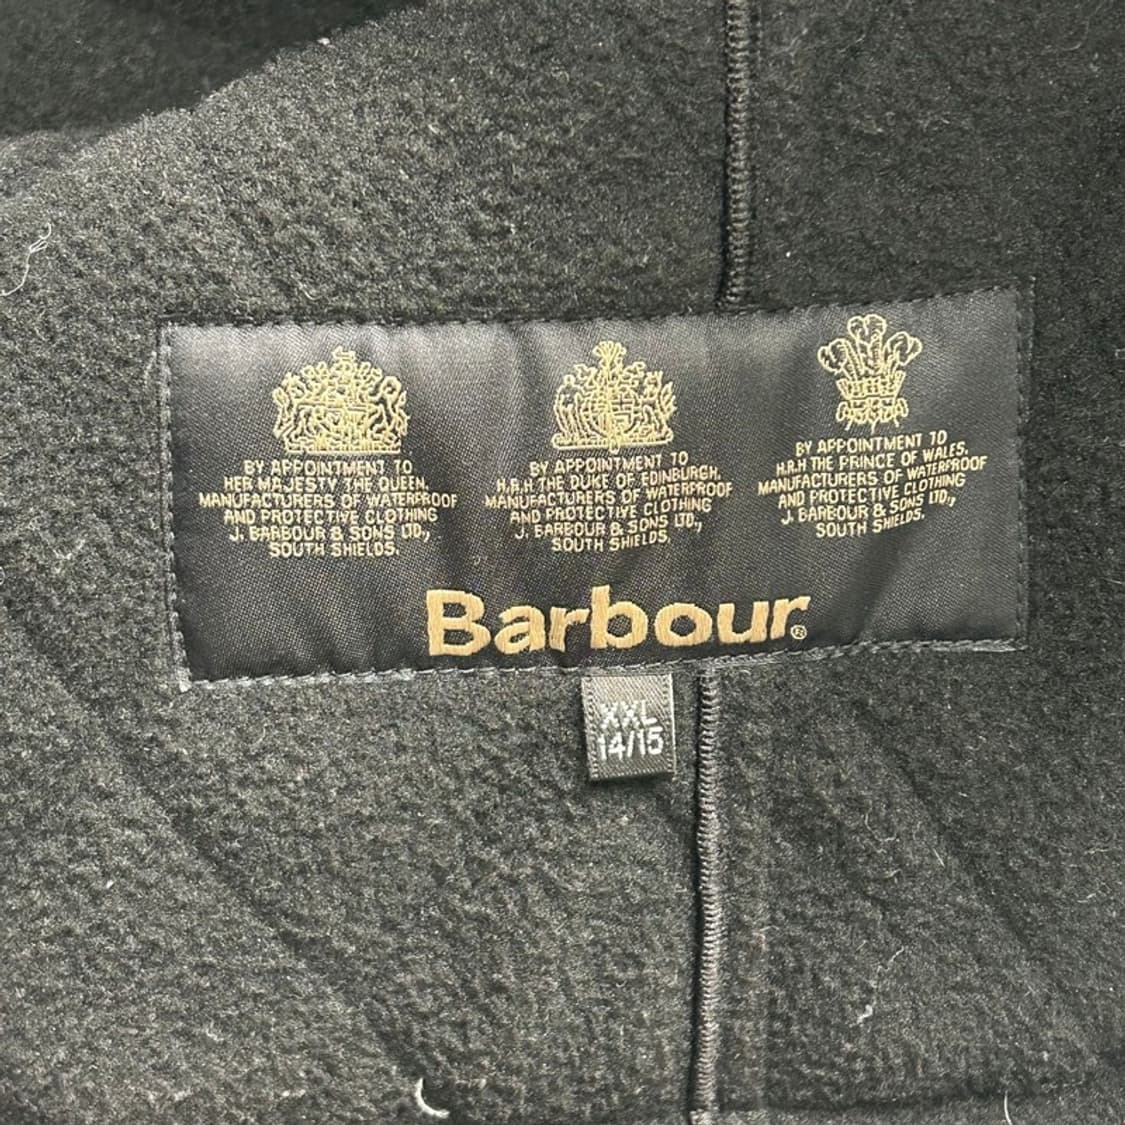 BY APPOINTMENT TO
HER MAJESTY THE QUEEN,
MANUFACTURERS OF WATERPROOF
AND PROTECTIVE CLOTHING
J. BARBOUR & SONS LTD.,
SOUTH SHIELDS.
BY APPOINTMENT TO
H.R.H THE DUKE OF EDINBURGH,
MANUFACTURERS OF WATERPROOF
AND PROTECTIVE CLOTHING
J. BARBOUR & SONS LTD.,
SOUTH SHIELDS.
BY APPOINTMENT TO
H.R.H THE PRINCE OF WALES,
MANUFACTURERS OF WATERPROOF
AND PROTECTIVE CLOTHING
J. BARBOUR & SONS LTD.,
SOUTH SHIELDS.
Barbour®
XXL
14/15